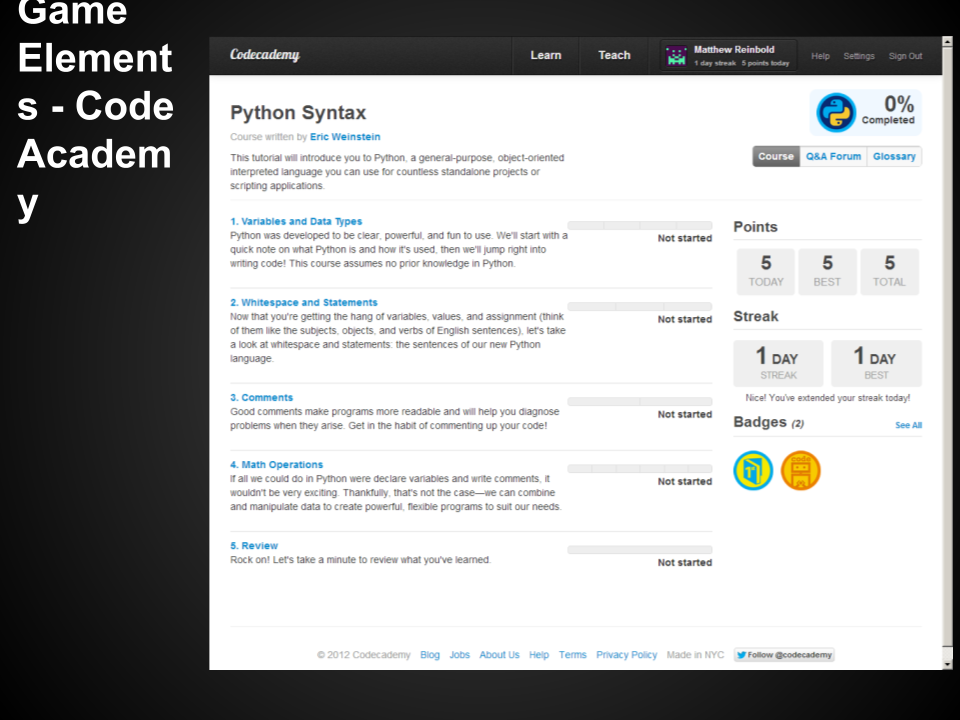 Game
Element
s - Code
Academ
y
Codecademy
Learn
Teach
Matthew Reinbold
1 day streak 5 points today
Help Settings Sign Out
Python Syntax
Course written by Eric Weinstein
This tutorial will introduce you to Python, a general-purpose, object-oriented
interpreted language you can use for countless standalone projects or
scripting applications.
0%
Completed
Course Q&A Forum Glossary
1. Variables and Data Types
Python was developed to be clear, powerful, and fun to use. We'll start with a
quick note on what Python is and how it's used, then we'll jump right into
writing code! This course assumes no prior knowledge in Python.
Not started
2. Whitespace and Statements
Now that you're getting the hang of variables, values, and assignment (think
of them like the subjects, objects, and verbs of English sentences), let's take
a look at whitespace and statements: the sentences of our new Python
language.
Not started
3. Comments
Good comments make programs more readable and will help you diagnose
problems when they arise. Get in the habit of commenting up your code!
Not started
4. Math Operations
If all we could do in Python were declare variables and write comments, it
wouldn't be very exciting. Thankfully, that's not the case—we can combine
and manipulate data to create powerful, flexible programs to suit our needs.
Not started
5. Review
Rock on! Let's take a minute to review what you've learned.
Not started
Points
5 5 5
TODAY BEST TOTAL
Streak
1 DAY 1 DAY
STREAK BEST
Nice! You've extended your streak today!
Badges (2) See All
T
code
© 2012 Codecademy Blog Jobs About Us Help Terms Privacy Policy Made in NYC Follow @codecademy